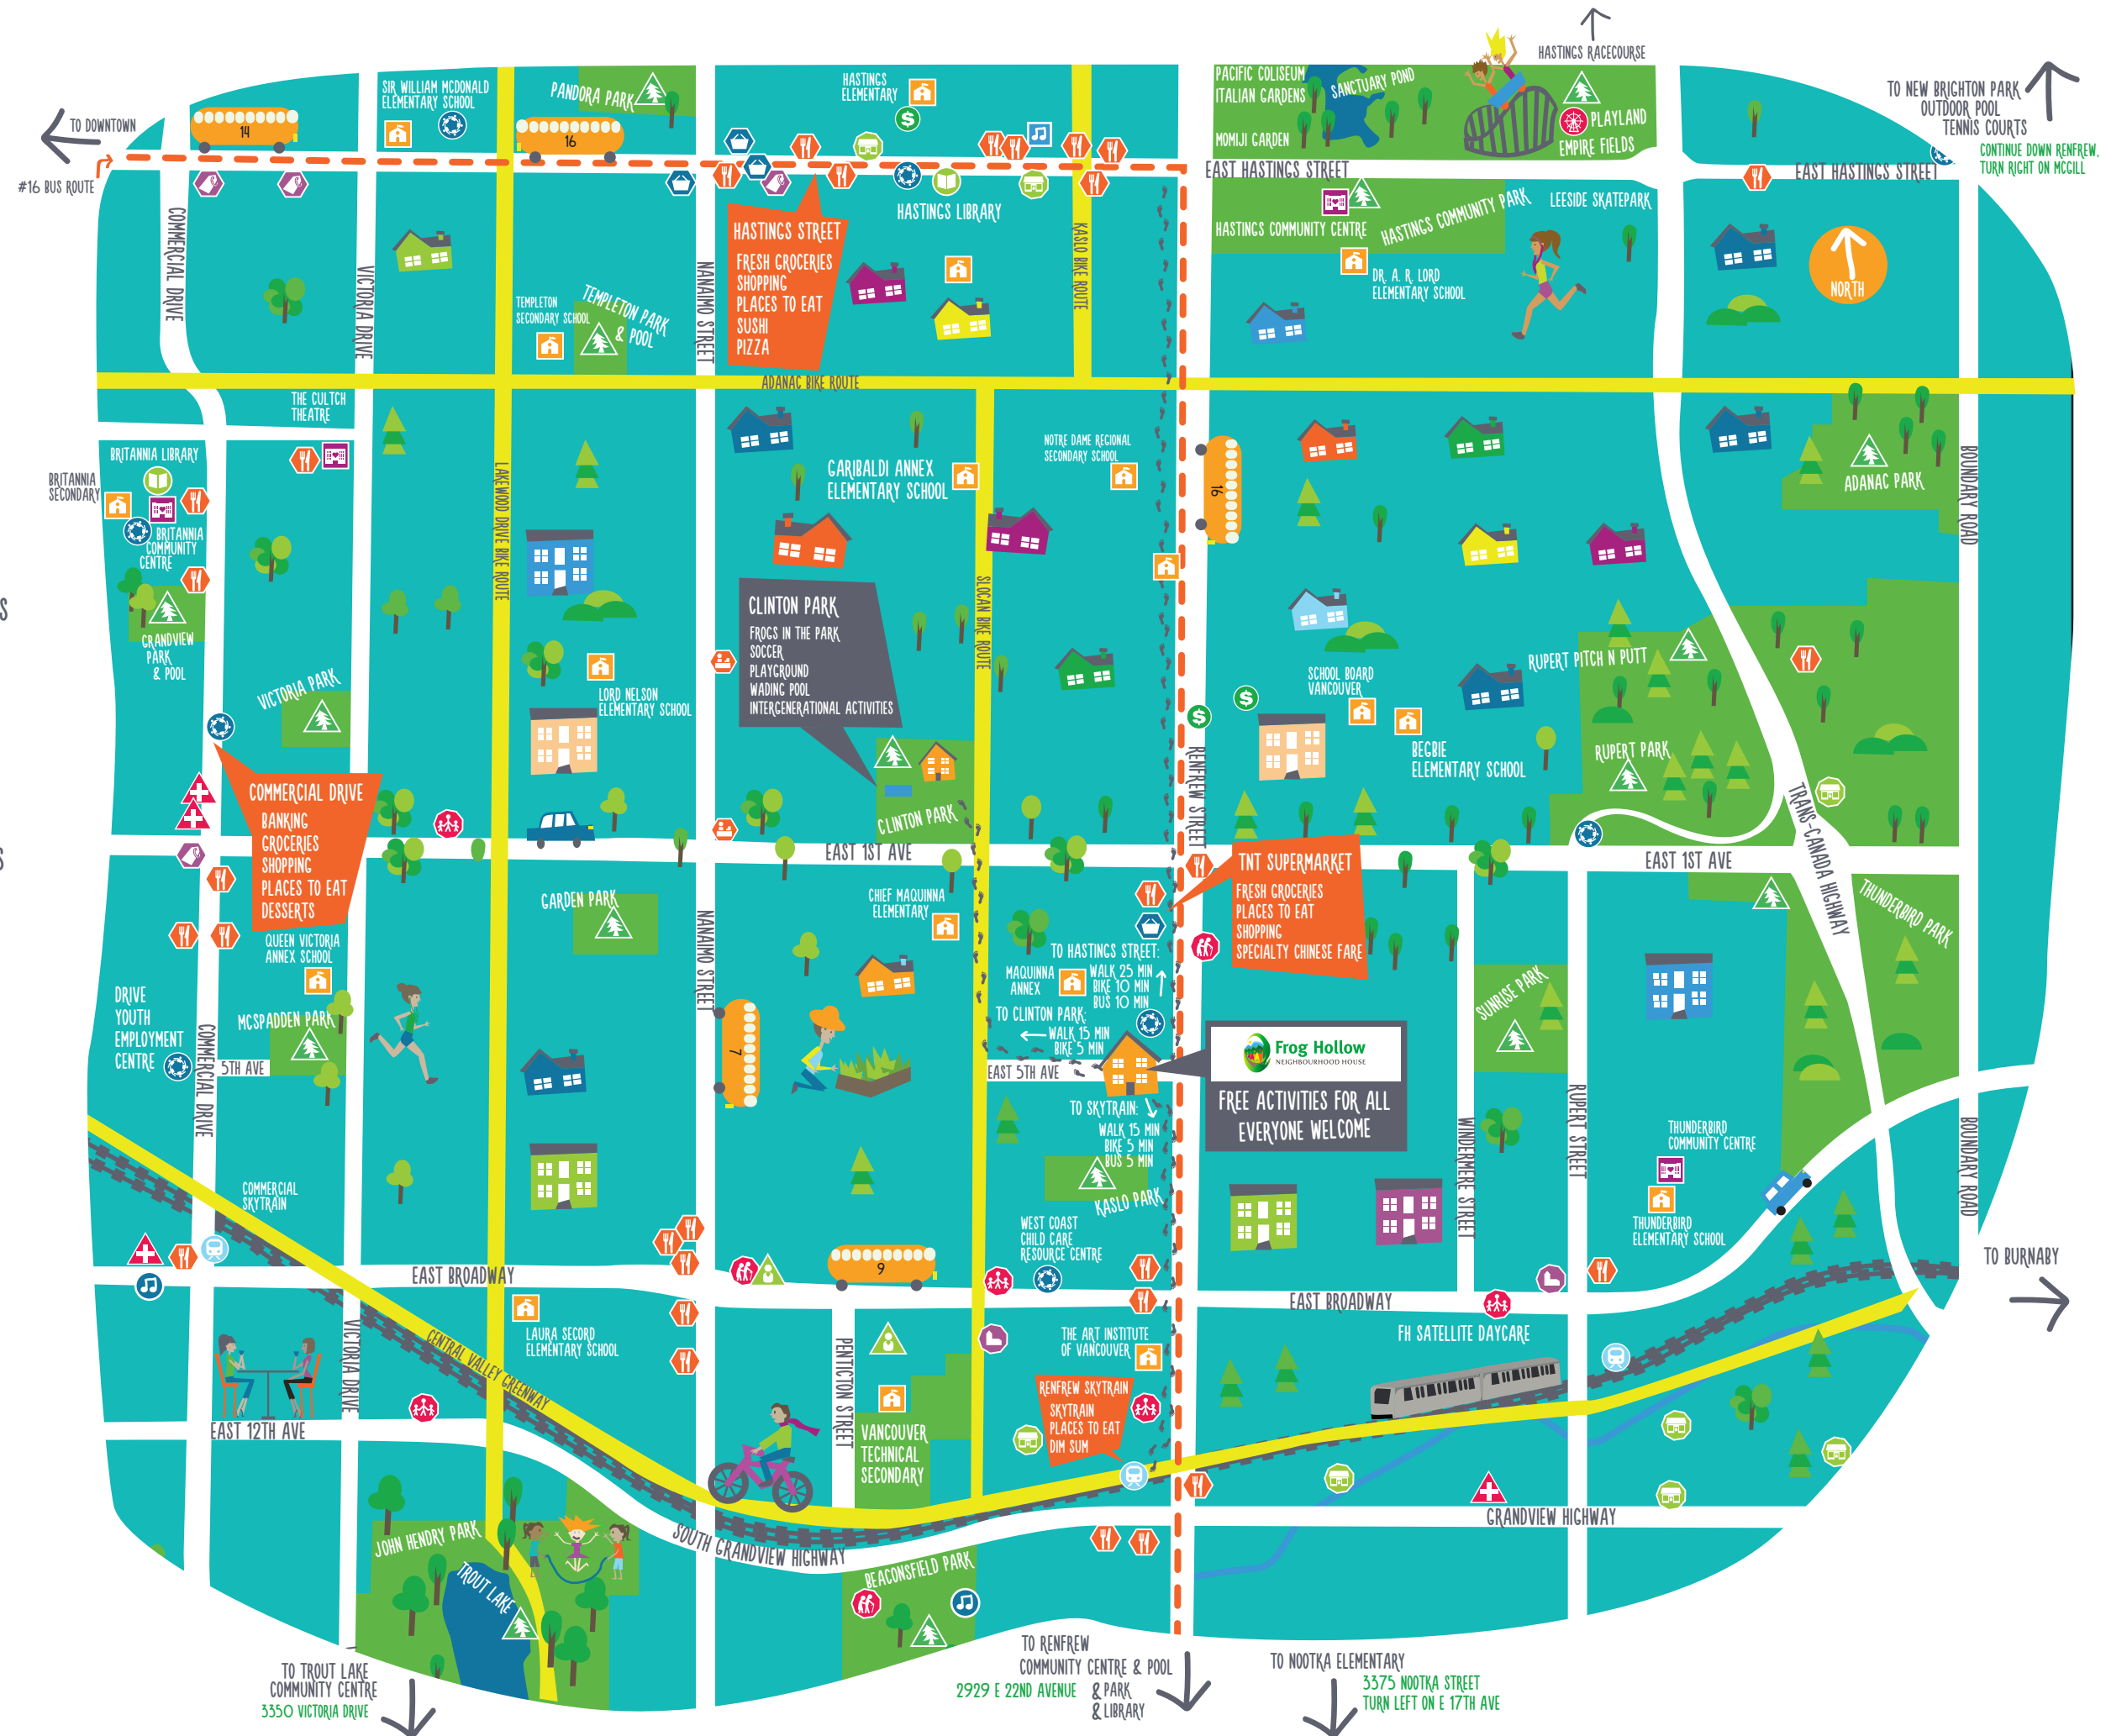 HASTINGS RACECOURSE
TO NEW BRIGHTON PARK
OUTDOOR POOL
TENNIS COURTS
CONTINUE DOWN RENFREW,
TURN RIGHT ON MCGILL
TO DOWNTOWN
#16 BUS ROUTE
14
SIR WILLIAM MCDONALD
ELEMENTARY SCHOOL
16
PANDORA PARK
HASTINGS
ELEMENTARY
$
PACIFIC COLISEUM
ITALIAN GARDENS
MOMIJI GARDEN
SANCTUARY POND
PLAYLAND
EMPIRE FIELDS
EAST HASTINGS STREET
EAST HASTINGS STREET
HASTINGS LIBRARY
HASTINGS STREET
FRESH GROCERIES
SHOPPING
PLACES TO EAT
SUSHI
PIZZA
HASTINGS COMMUNITY CENTRE
HASTINGS COMMUNITY PARK
LEESIDE SKATEPARK
DR. A. R. LORD
ELEMENTARY SCHOOL
NORTH
COMMERCIAL DRIVE
VICTORIA DRIVE
TEMPLETON
SECONDARY SCHOOL
TEMPLETON PARK
& POOL
NANAIMO STREET
KASLO BIKE ROUTE
ADANAC BIKE ROUTE
THE CULTCH
THEATRE
BRITANNIA LIBRARY
BRITANNIA
SECONDARY
BRITANNIA
COMMUNITY
CENTRE
GRANDVIEW
PARK
& POOL
LAKEWOOD DRIVE BIKE ROUTE
GARIBALDI ANNEX
ELEMENTARY SCHOOL
NOTRE DAME REGIONAL
SECONDARY SCHOOL
16
ADANAC PARK
BOUNDARY ROAD
S
CLINTON PARK
FROGS IN THE PARK
SOCCER
PLAYGROUND
WADING POOL
INTERGENERATIONAL ACTIVITIES
SLOCAN BIKE ROUTE
VICTORIA PARK
LORD NELSON
ELEMENTARY SCHOOL
SCHOOL BOARD
VANCOUVER
$
$
RUPERT PITCH N PUTT
BEGBIE
ELEMENTARY SCHOOL
RUPERT PARK
RENFREW STREET
TRANS-CANADA HIGHWAY
COMMERCIAL DRIVE
BANKING
GROCERIES
SHOPPING
PLACES TO EAT
DESSERTS
CLINTON PARK
S
EAST 1ST AVE
EAST 1ST AVE
TNT SUPERMARKET
FRESH GROCERIES
PLACES TO EAT
SHOPPING
SPECIALTY CHINESE FARE
THUNDERBIRD PARK
GARDEN PARK
CHIEF MAQUINNA
ELEMENTARY
QUEEN VICTORIA
ANNEX SCHOOL
NANAIMO STREET
TO HASTINGS STREET:
MAQUINNA
ANNEX
WALK 25 MIN
BIKE 10 MIN
BUS 10 MIN
TO CLINTON PARK:
WALK 15 MIN
BIKE 5 MIN
SUNRISE PARK
DRIVE
YOUTH
EMPLOYMENT
CENTRE
MCSPADDEN PARK
5TH AVE
COMMERCIAL DRIVE
7
EAST 5TH AVE
Frog Hollow
NEIGHBOURHOOD HOUSE
FREE ACTIVITIES FOR ALL
EVERYONE WELCOME
TO SKYTRAIN:
WALK 15 MIN
BIKE 5 MIN
BUS 5 MIN
KASLO PARK
WINDERMERE STREET
RUPERT STREET
THUNDERBIRD
COMMUNITY CENTRE
THUNDERBIRD
ELEMENTARY SCHOOL
BOUNDARY ROAD
COMMERCIAL
SKYTRAIN
WEST COAST
CHILD CARE
RESOURCE CENTRE
9
TO BURNABY
EAST BROADWAY
EAST BROADWAY
VICTORIA DRIVE
CENTRAL VALLEY GREENWAY
LAURA SECORD
ELEMENTARY SCHOOL
PENTICTON STREET
THE ART INSTITUTE
OF VANCOUVER
FH SATELLITE DAYCARE
RENFREW SKYTRAIN
SKYTRAIN
PLACES TO EAT
DIM SUM
EAST 12TH AVE
VANCOUVER
TECHNICAL
SECONDARY
GRANDVIEW HIGHWAY
JOHN HENDRY PARK
SOUTH GRANDVIEW HIGHWAY
BEACONSFIELD PARK
TROUT LAKE
TO TROUT LAKE
COMMUNITY CENTRE
3350 VICTORIA DRIVE
TO RENFREW
COMMUNITY CENTRE & POOL
2929 E 22ND AVENUE
& PARK
& LIBRARY
TO NOOTKA ELEMENTARY
3375 NOOTKA STREET
TURN LEFT ON E 17TH AVE